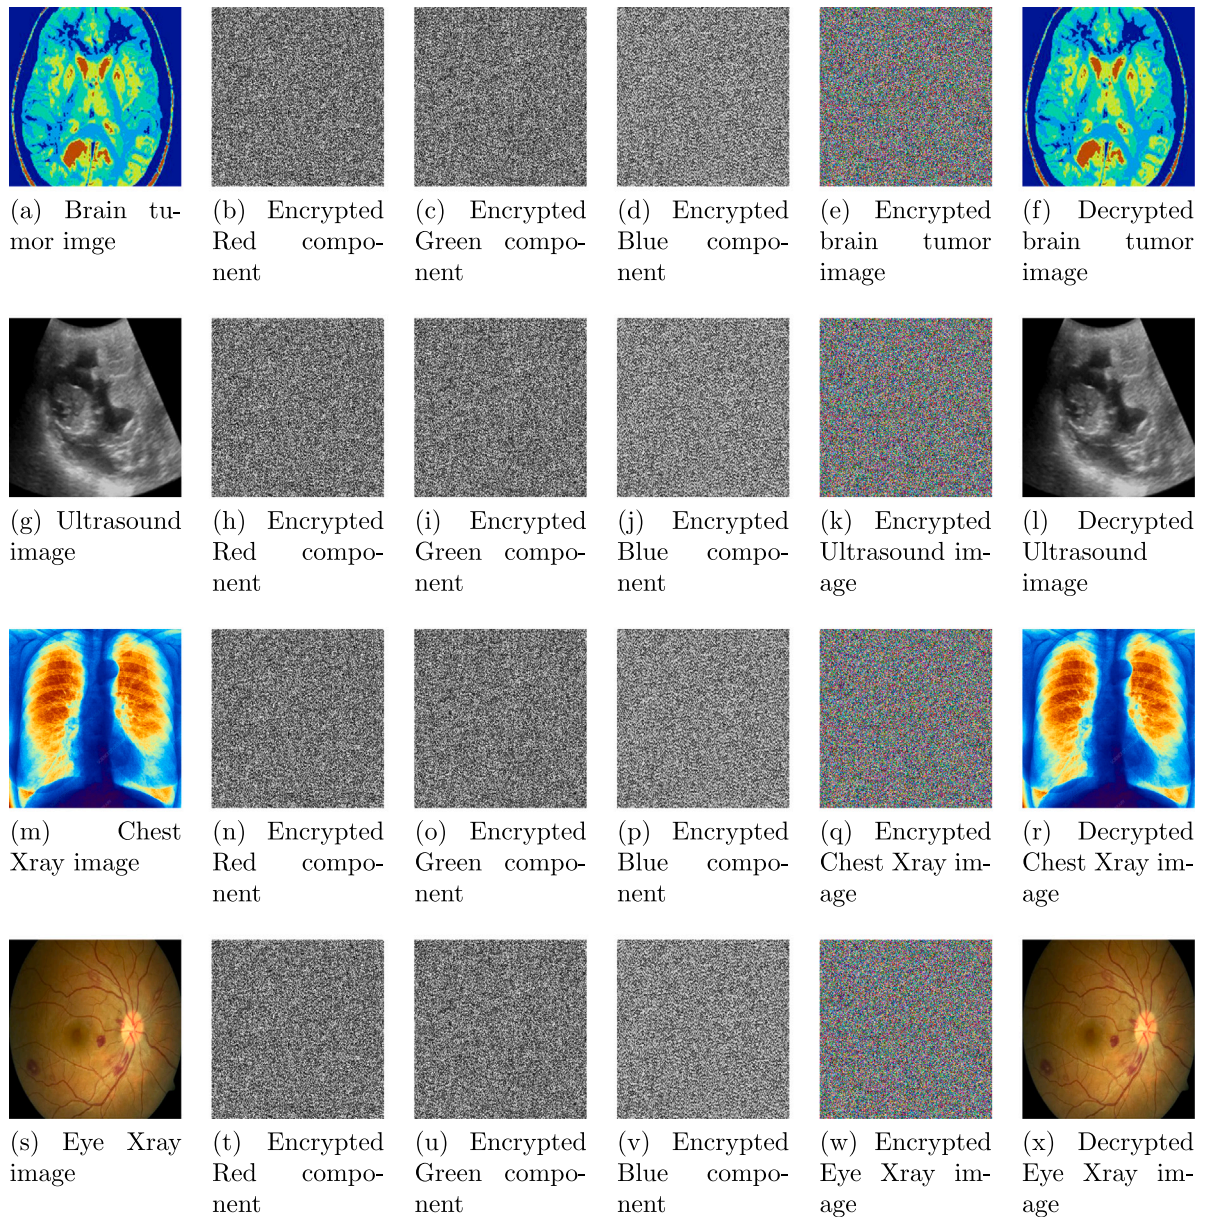 (a) Brain tu-
mor imge
(b) Encrypted
Red compo-
nent
(c) Encrypted
Green compo-
nent
(d) Encrypted
Blue compo-
nent
(e) Encrypted
brain tumor
image
(f) Decrypted
brain tumor
image
(g) Ultrasound
image
(h) Encrypted
Red compo-
nent
(i) Encrypted
Green compo-
nent
(j) Encrypted
Blue compo-
nent
(k) Encrypted
Ultrasound im-
age
(l) Decrypted
Ultrasound
image
(m) Chest
Xray image
(n) Encrypted
Red compo-
nent
(o) Encrypted
Green compo-
nent
(p) Encrypted
Blue compo-
nent
(q) Encrypted
Chest Xray im-
age
(r) Decrypted
Chest Xray im-
age
(s) Eye Xray
image
(t) Encrypted
Red compo-
nent
(u) Encrypted
Green compo-
nent
(v) Encrypted
Blue compo-
nent
(w) Encrypted
Eye Xray im-
age
(x) Decrypted
Eye Xray im-
age